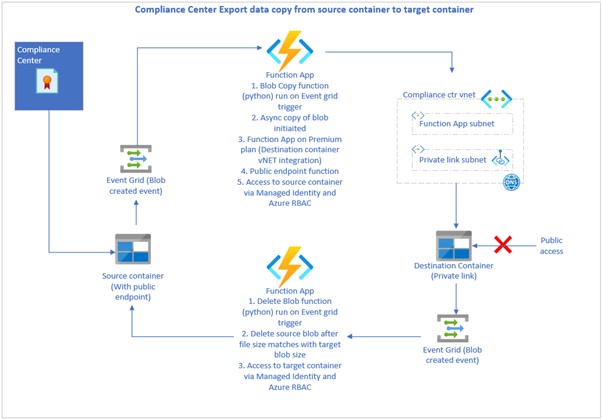 Compliance Center Export data copy from source container to target container
Compliance
Center
Function App
1. Blob Copy function
(python) run on Event grid
trigger
2. Async copy of blob
initiaited
3. Function App on Premium
plan (Destination container
vNET integration)
4. Public endpoint function
5. Access to source container
via Managed Identity and
Azure RBAC
Compliance ctr vnet
Function App subnet
Private link subnet
DNS
Event Grid (Blob
created event)
Source container
(With public
endpoint)
Destination Container
(Private link)
Public
access
Function App
1. Delete Blob function
(python) run on Event grid
trigger
2. Delete source blob after
file size matches with target
blob size
3. Access to target container
via Managed Identity and
Azure RBAC
Event Grid (Blob
created event)